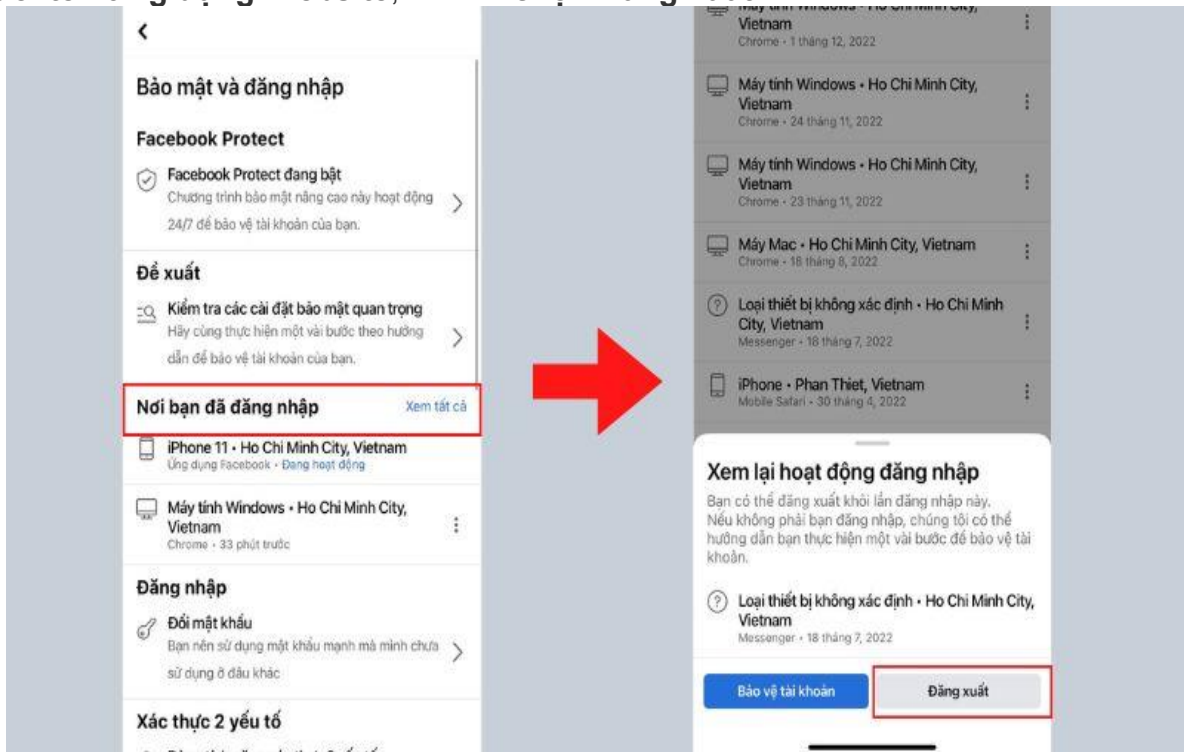 Bảo mật và đăng nhập
Facebook Protect
Facebook Protect đang bật
Chương trình bảo mật nâng cao này hoạt động
24/7 để bảo vệ tài khoản của bạn.
Đề xuất
Kiểm tra các cài đặt bảo mật quan trọng
Hãy cùng thực hiện một vài bước theo hướng
dẫn để bảo vệ tài khoản của bạn.
Nơi bạn đã đăng nhập Xem tất cả
iPhone 11 • Ho Chi Minh City, Vietnam
Ứng dụng Facebook • Đang hoạt động
Máy tính Windows • Ho Chi Minh City,
Vietnam
Chrome • 33 phút trước
Đăng nhập
Đổi mật khẩu
Bạn nên sử dụng mật khẩu mạnh mà mình chưa
sử dụng ở đâu khác
Xác thực 2 yếu tố
Vietnam
Chrome • 1 tháng 12, 2022
Máy tính Windows • Ho Chi Minh City,
Vietnam
Chrome • 24 tháng 11, 2022
Máy tính Windows • Ho Chi Minh City,
Vietnam
Chrome • 23 tháng 11, 2022
Máy Mac • Ho Chi Minh City, Vietnam
Chrome • 18 tháng 8, 2022
Loại thiết bị không xác định • Ho Chi Minh
City, Vietnam
Messenger • 18 tháng 7, 2022
iPhone • Phan Thiet, Vietnam
Mobile Safari • 30 tháng 4, 2022
Xem lại hoạt động đăng nhập
Bạn có thể đăng xuất khỏi lần đăng nhập này.
Nếu không phải bạn đăng nhập, chúng tôi có thể
hướng dẫn bạn thực hiện một vài bước để bảo vệ tài
khoản.
Loại thiết bị không xác định • Ho Chi Minh City,
Vietnam
Messenger • 18 tháng 7, 2022
Bảo vệ tài khoản
Đăng xuất